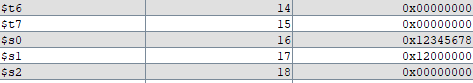 $t6 14 0x00000000
$t7 15 0x00000000
$s0 16 0x12345678
$s1 17 0x12000000
$s2 18 0x00000000